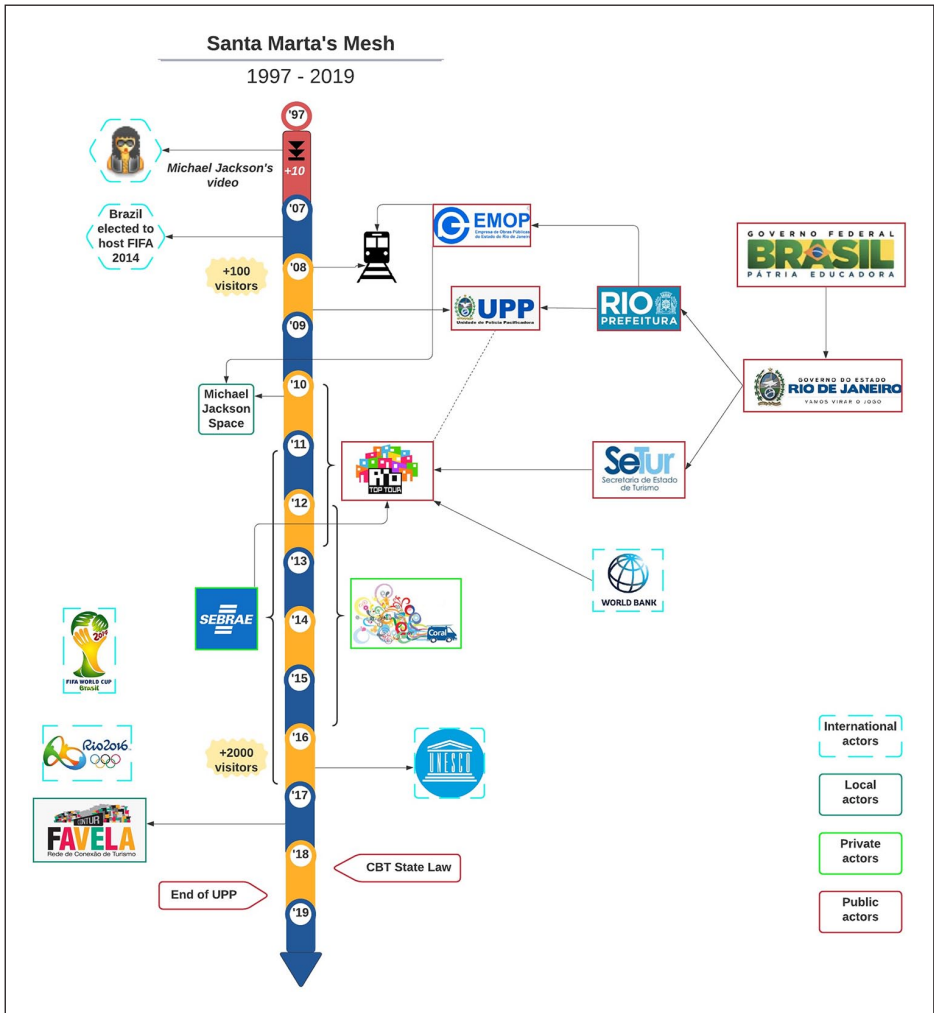 Santa Marta's Mesh
1997 - 2019
'97
+10
Michael Jackson's
video
'07
Brazil
elected to
host FIFA
2014
EMOP
Empresa de Obras Públicas
do Estado do Rio de Janeiro
GOVERNO FEDERAL
BRASIL
PÁTRIA EDUCADORA
'08
+100
visitors
UPP
Unidade de Polícia Pacificadora
RIO
PREFEITURA
'09
GOVERNO DO ESTADO
RIO DE JANEIRO
VAMOS VIRAR O JOGO
'10
Michael
Jackson
Space
'11
RIO
TOP TOUR
SeTur
Secretaria de Estado
de Turismo
'12
'13
WORLD BANK
SEBRAE
'14
Coral
2014
FIFA WORLD CUP
Brasil
'15
'16
Rio2016
+2000
visitors
UNESCO
International
actors
'17
Local
actors
CONTUR
FAVELA
Rede de Conexão de Turismo
'18
CBT State Law
Private
actors
End of UPP
'19
Public
actors